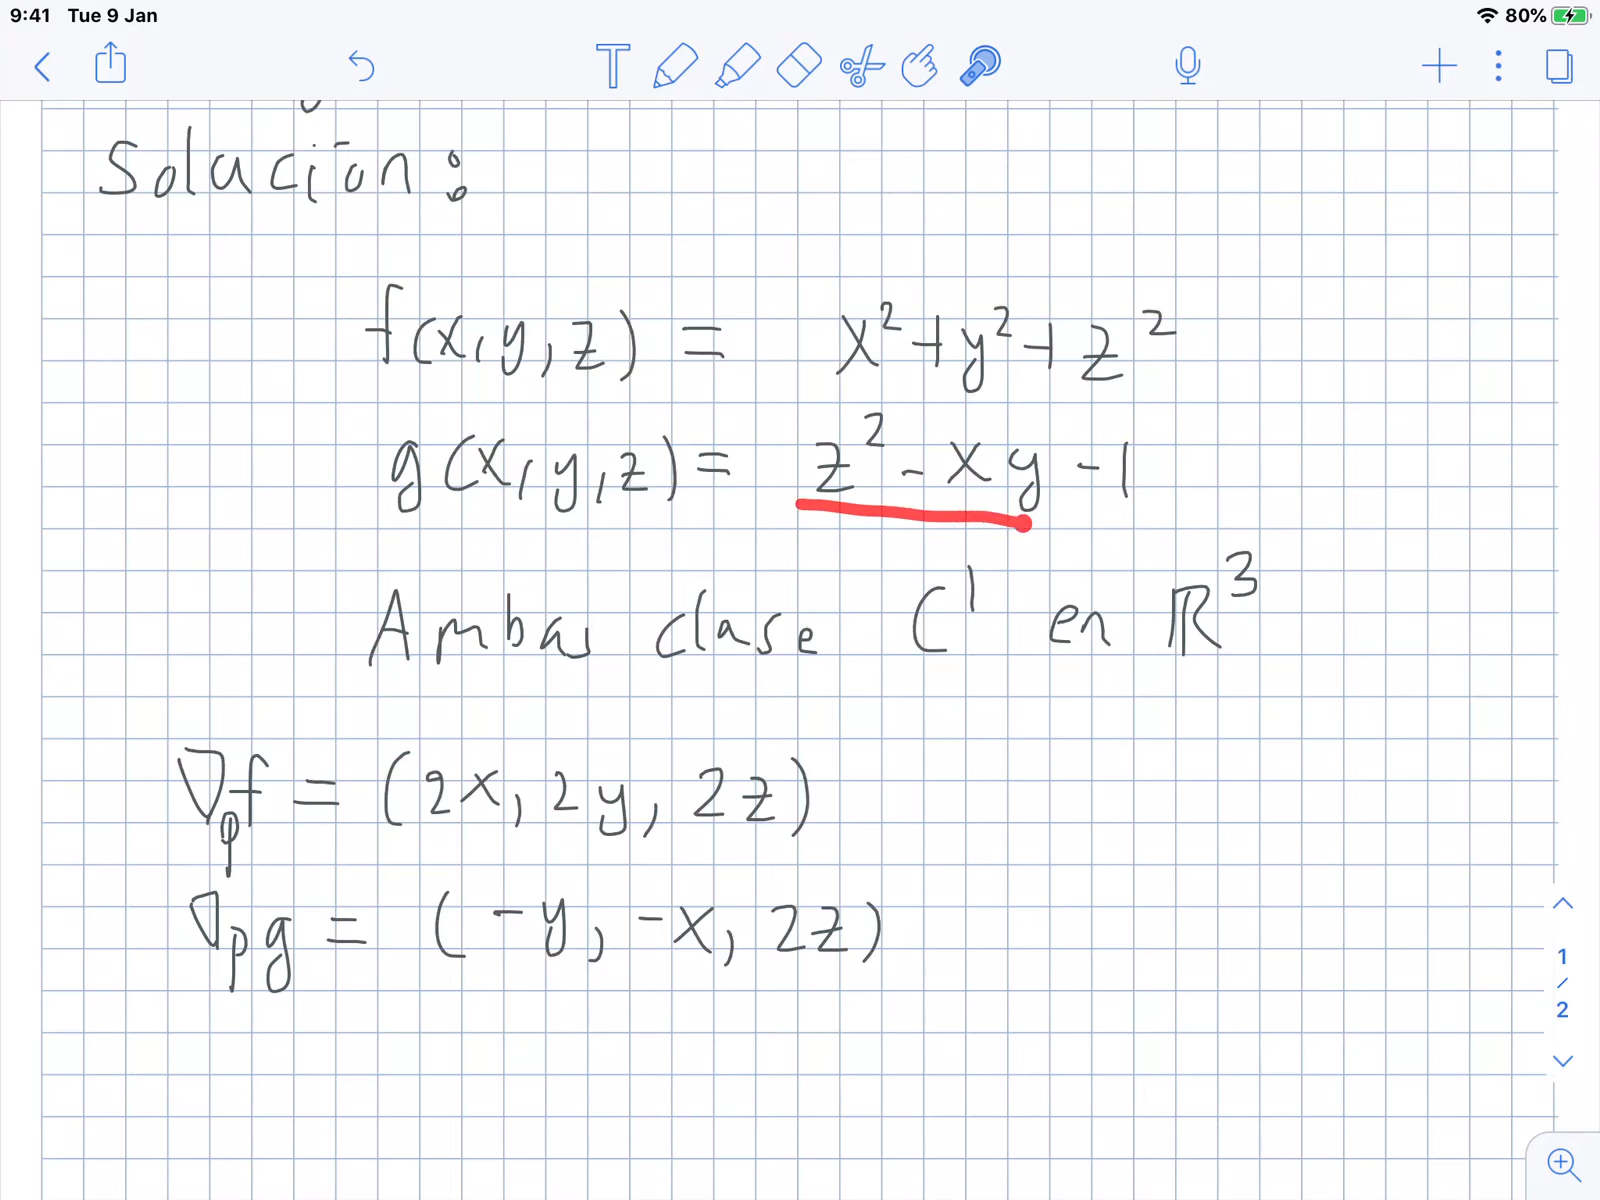 9:41 Tue 9 Jan 80%
Solución:
f(x,y,z) = x²+y²+z²
g(x,y,z) = z²-xy-1
Ambas clase C¹ en ℝ³
∇ₚf = (2x, 2y, 2z)
∇ₚg = (-y, -x, 2z)
1
/
2